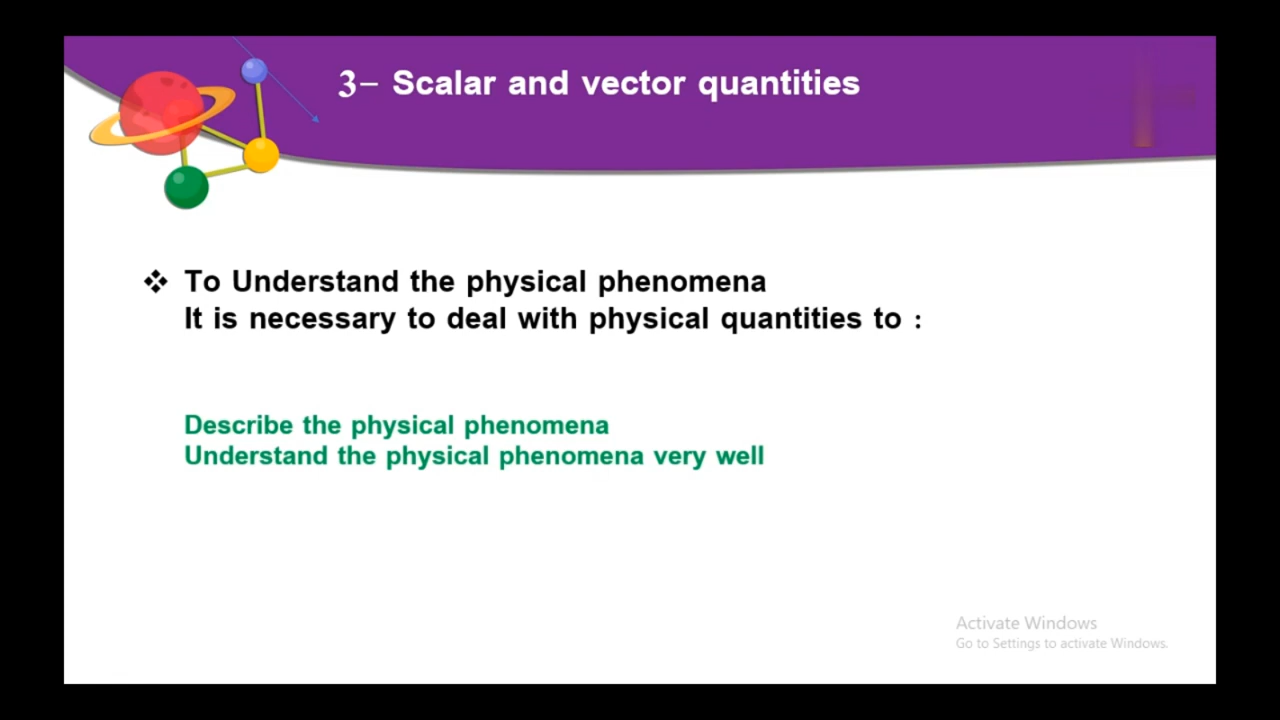 3- Scalar and vector quantities
❖ To Understand the physical phenomena
It is necessary to deal with physical quantities to :
Describe the physical phenomena
Understand the physical phenomena very well
Activate Windows
Go to Settings to activate Windows.